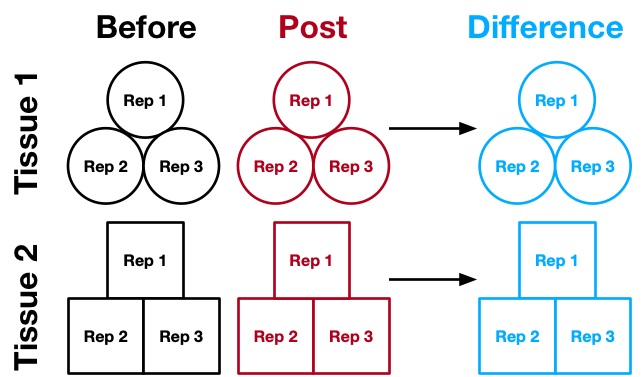 Before Post Difference
Tissue 1
Rep 1 Rep 1 Rep 1
Rep 2 Rep 3 Rep 2 Rep 3 Rep 2 Rep 3
Tissue 2
Rep 1 Rep 1 Rep 1
Rep 2 Rep 3 Rep 2 Rep 3 Rep 2 Rep 3